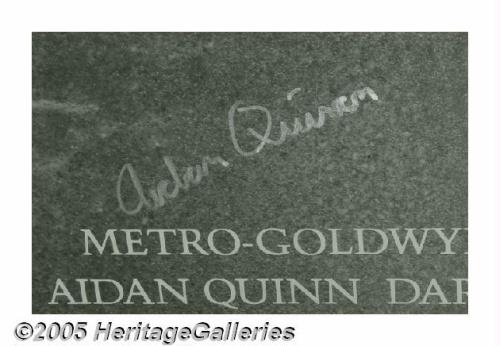 Aidan Quinn
METRO-GOLDWY
AIDAN QUINN DAR
©2005 HeritageGalleries